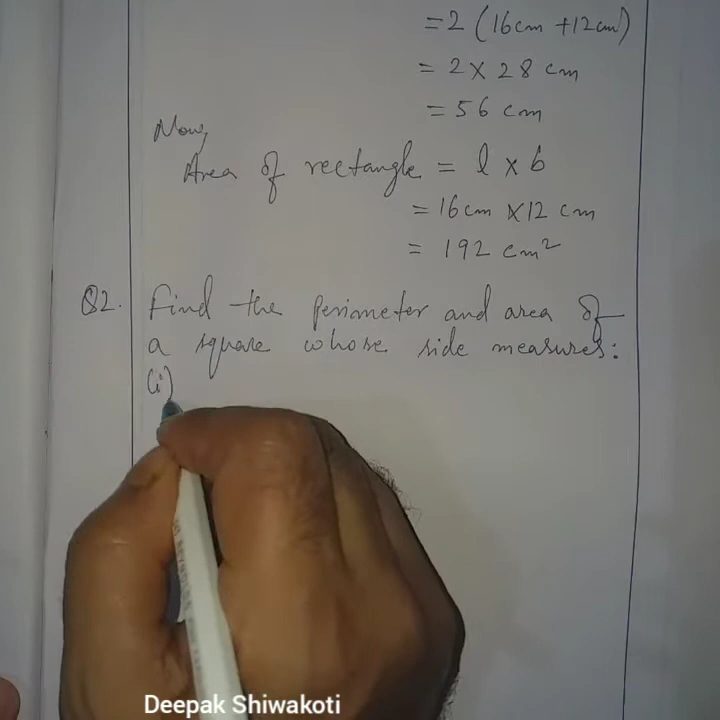 = 2 (16cm + 12cm)
= 2 × 28 cm
= 56 cm
Now,
Area of rectangle = l × b
= 16cm × 12 cm
= 192 cm²
Q2. Find the perimeter and area of
a square whose side measures:
(i)
Deepak Shiwakoti